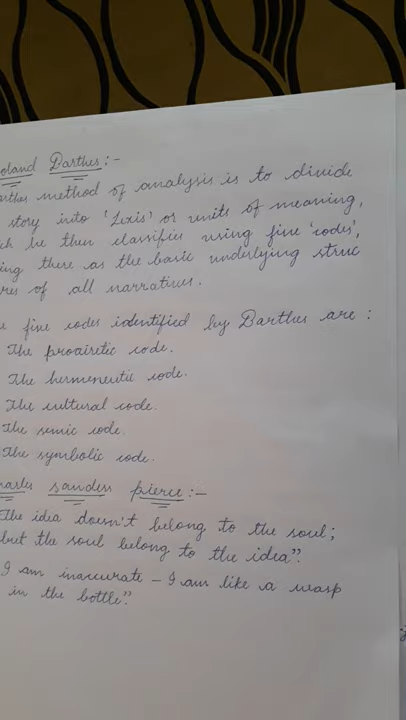 oland Barthes:-
rthes method of analysis is to divide
story into 'Lexis' or units of meaning,
ch he then classifies using five 'codes',
ing there as the basic underlying struc
res of all narratives.
e five codes identified by Barthes are:
The proairetic code.
The hermeneutic code.
The cultural code.
The semic code.
The symbolic code.
harles sanders pierce:-
The idea doesn't belong to the soul;
but the soul belong to the idea".
I am inaccurate - I am like a wasp
in the bottle".